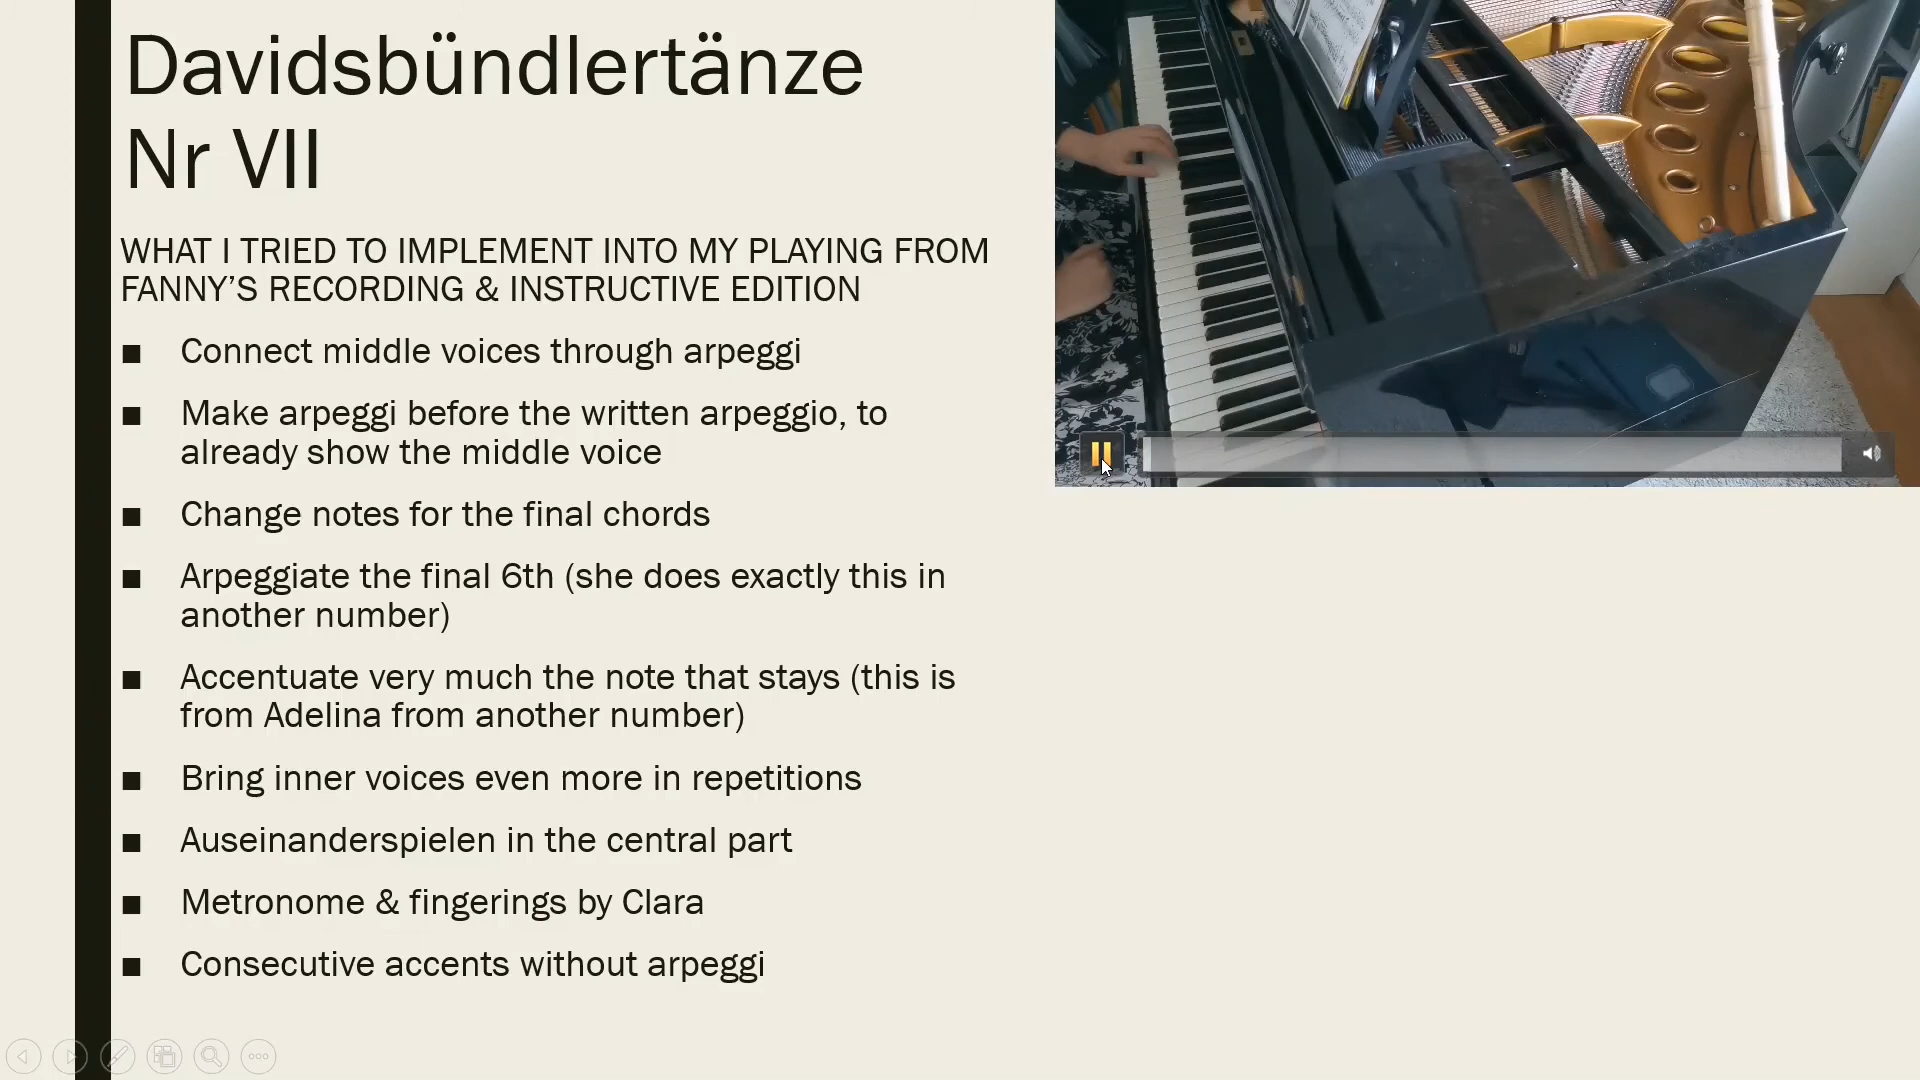 Davidsbündlertänze
Nr VII
WHAT I TRIED TO IMPLEMENT INTO MY PLAYING FROM
FANNY’S RECORDING & INSTRUCTIVE EDITION
■ Connect middle voices through arpeggi
■ Make arpeggi before the written arpeggio, to
already show the middle voice
■ Change notes for the final chords
■ Arpeggiate the final 6th (she does exactly this in
another number)
■ Accentuate very much the note that stays (this is
from Adelina from another number)
■ Bring inner voices even more in repetitions
■ Auseinanderspielen in the central part
■ Metronome & fingerings by Clara
■ Consecutive accents without arpeggi